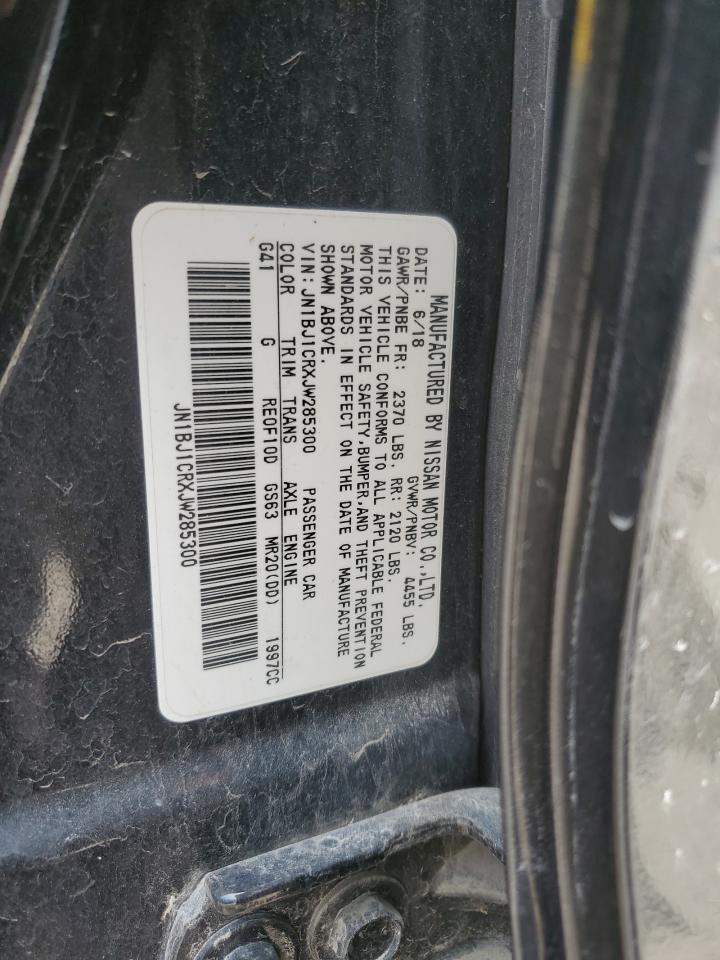 MANUFACTURED BY NISSAN MOTOR CO.,LTD.
DATE: 6/18 GVWR/PNBV: 4455 LBS.
GAWR/PNBE FR: 2370 LBS. RR: 2120 LBS.
THIS VEHICLE CONFORMS TO ALL APPLICABLE FEDERAL
MOTOR VEHICLE SAFETY,BUMPER,AND THEFT PREVENTION
STANDARDS IN EFFECT ON THE DATE OF MANUFACTURE
SHOWN ABOVE.
VIN:JN1BJ1CRXJW285300 PASSENGER CAR
COLOR TRIM TRANS AXLE ENGINE
G41 G RE0F10D GS63 MR20(DD) 1997CC
JN1BJ1CRXJW285300